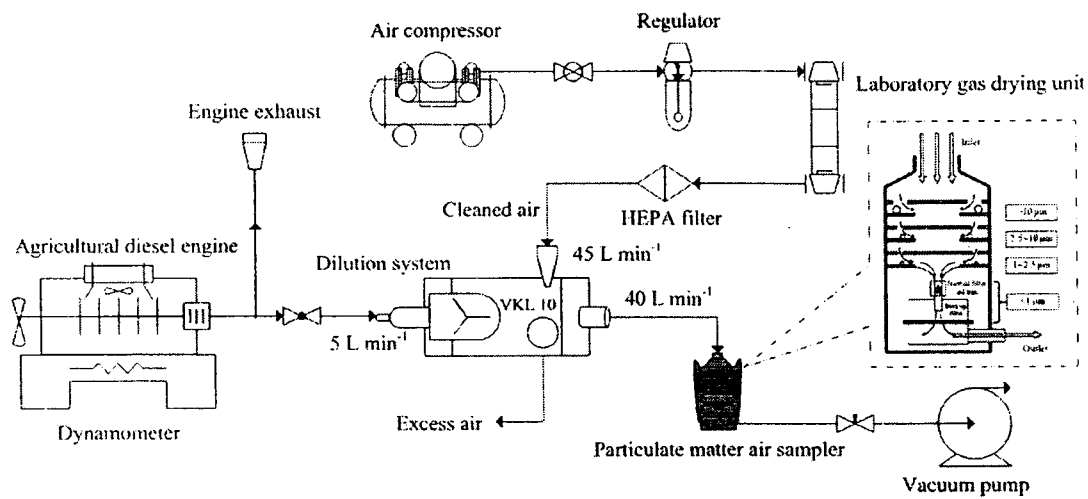 Regulator
Air compressor
Laboratory gas drying unit
Engine exhaust
Inlet
>10 µm
2.5-10 µm
1-2.5 µm
<1 µm
Outlet
HEPA filter
Cleaned air
Agricultural diesel engine
Dilution system
45 L min⁻¹
40 L min⁻¹
VKL 10
5 L min⁻¹
Excess air
Dynamometer
Particulate matter air sampler
Vacuum pump